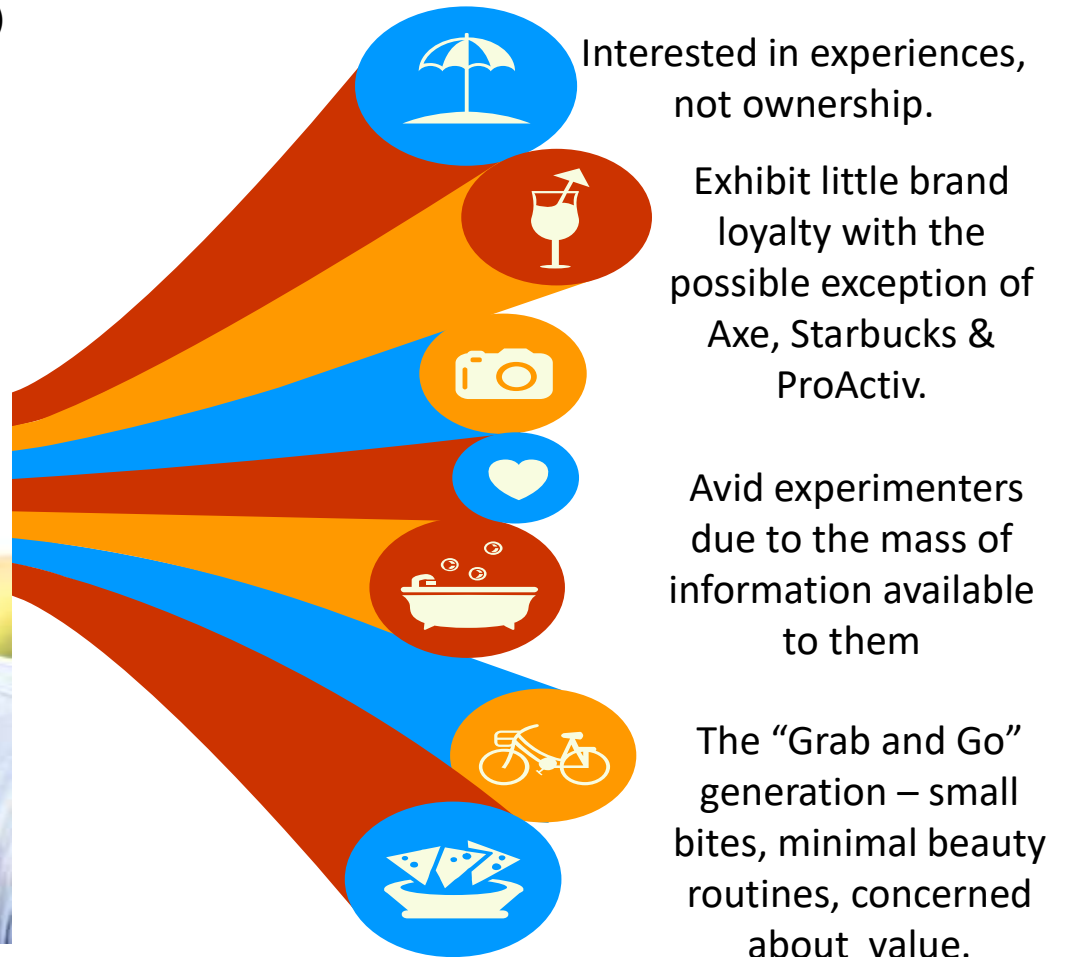 )
Interested in experiences,
not ownership.
Exhibit little brand
loyalty with the
possible exception of
Axe, Starbucks &
ProActiv.
Avid experimenters
due to the mass of
information available
to them
The “Grab and Go”
generation – small
bites, minimal beauty
routines, concerned
about  value.